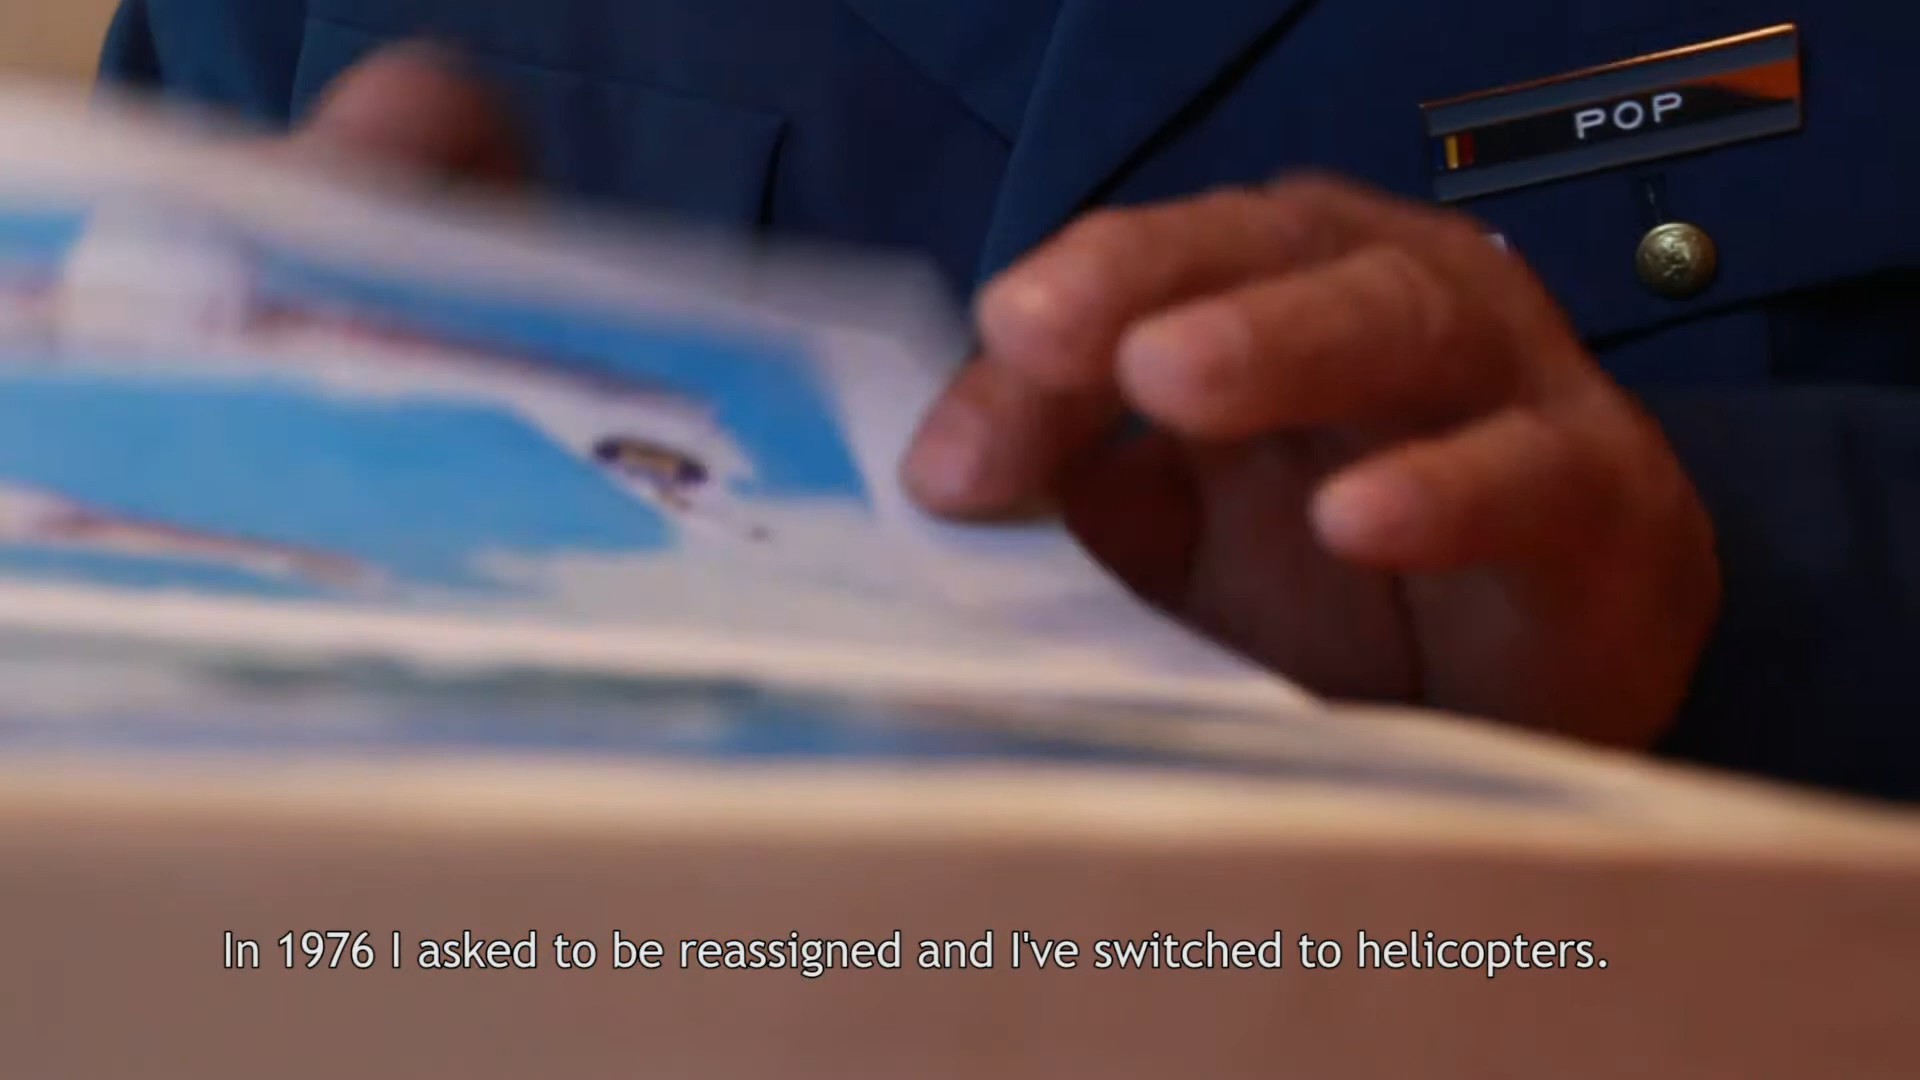 POP
In 1976 I asked to be reassigned and I've switched to helicopters.